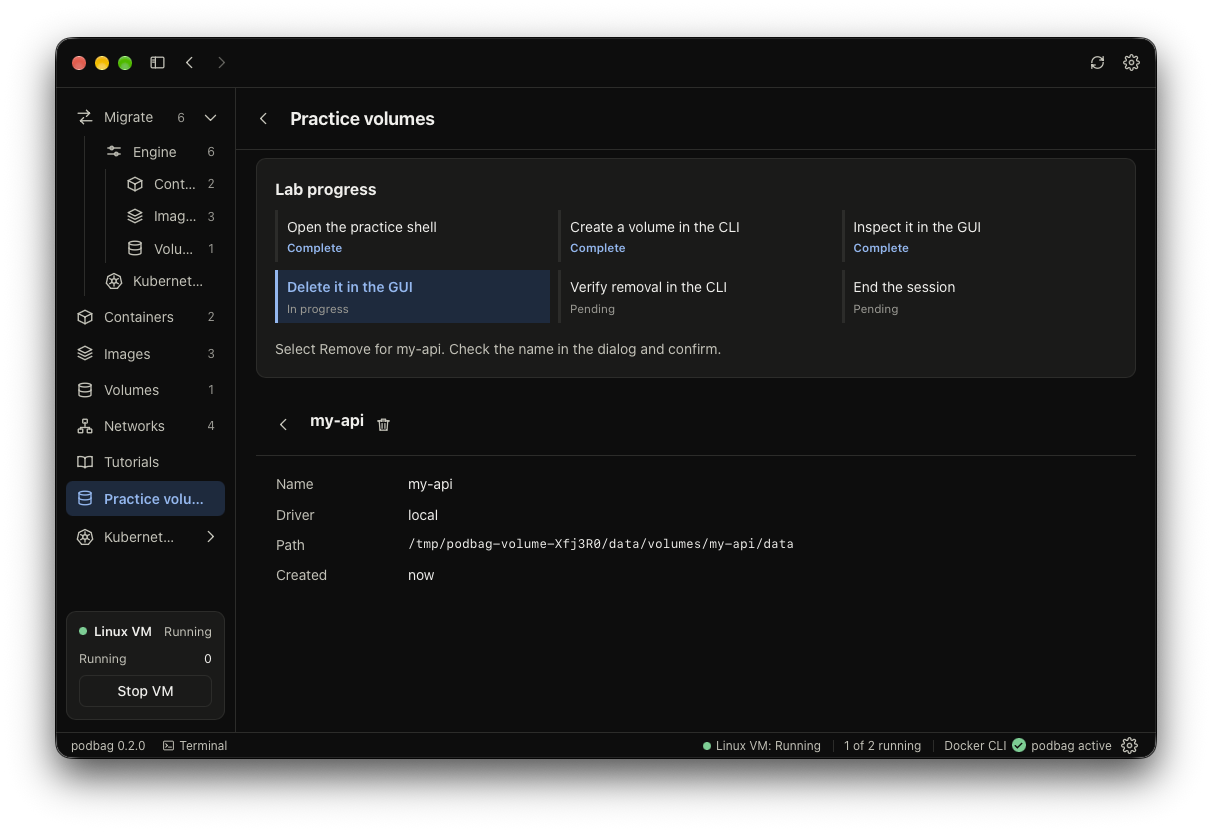 Migrate 6
Engine 6
Cont... 2
Imag... 3
Volu... 1
Kubernet...
Containers 2
Images 3
Volumes 1
Networks 4
Tutorials
Practice volu...
Kubernet...
Linux VM Running
Running 0
Stop VM
Practice volumes
Lab progress
Open the practice shell
Complete
Create a volume in the CLI
Complete
Inspect it in the GUI
Complete
Delete it in the GUI
In progress
Verify removal in the CLI
Pending
End the session
Pending
Select Remove for my-api. Check the name in the dialog and confirm.
my-api
Name my-api
Driver local
Path /tmp/podbag-volume-Xfj3R0/data/volumes/my-api/data
Created now
podbag 0.2.0 Terminal Linux VM: Running 1 of 2 running Docker CLI podbag active